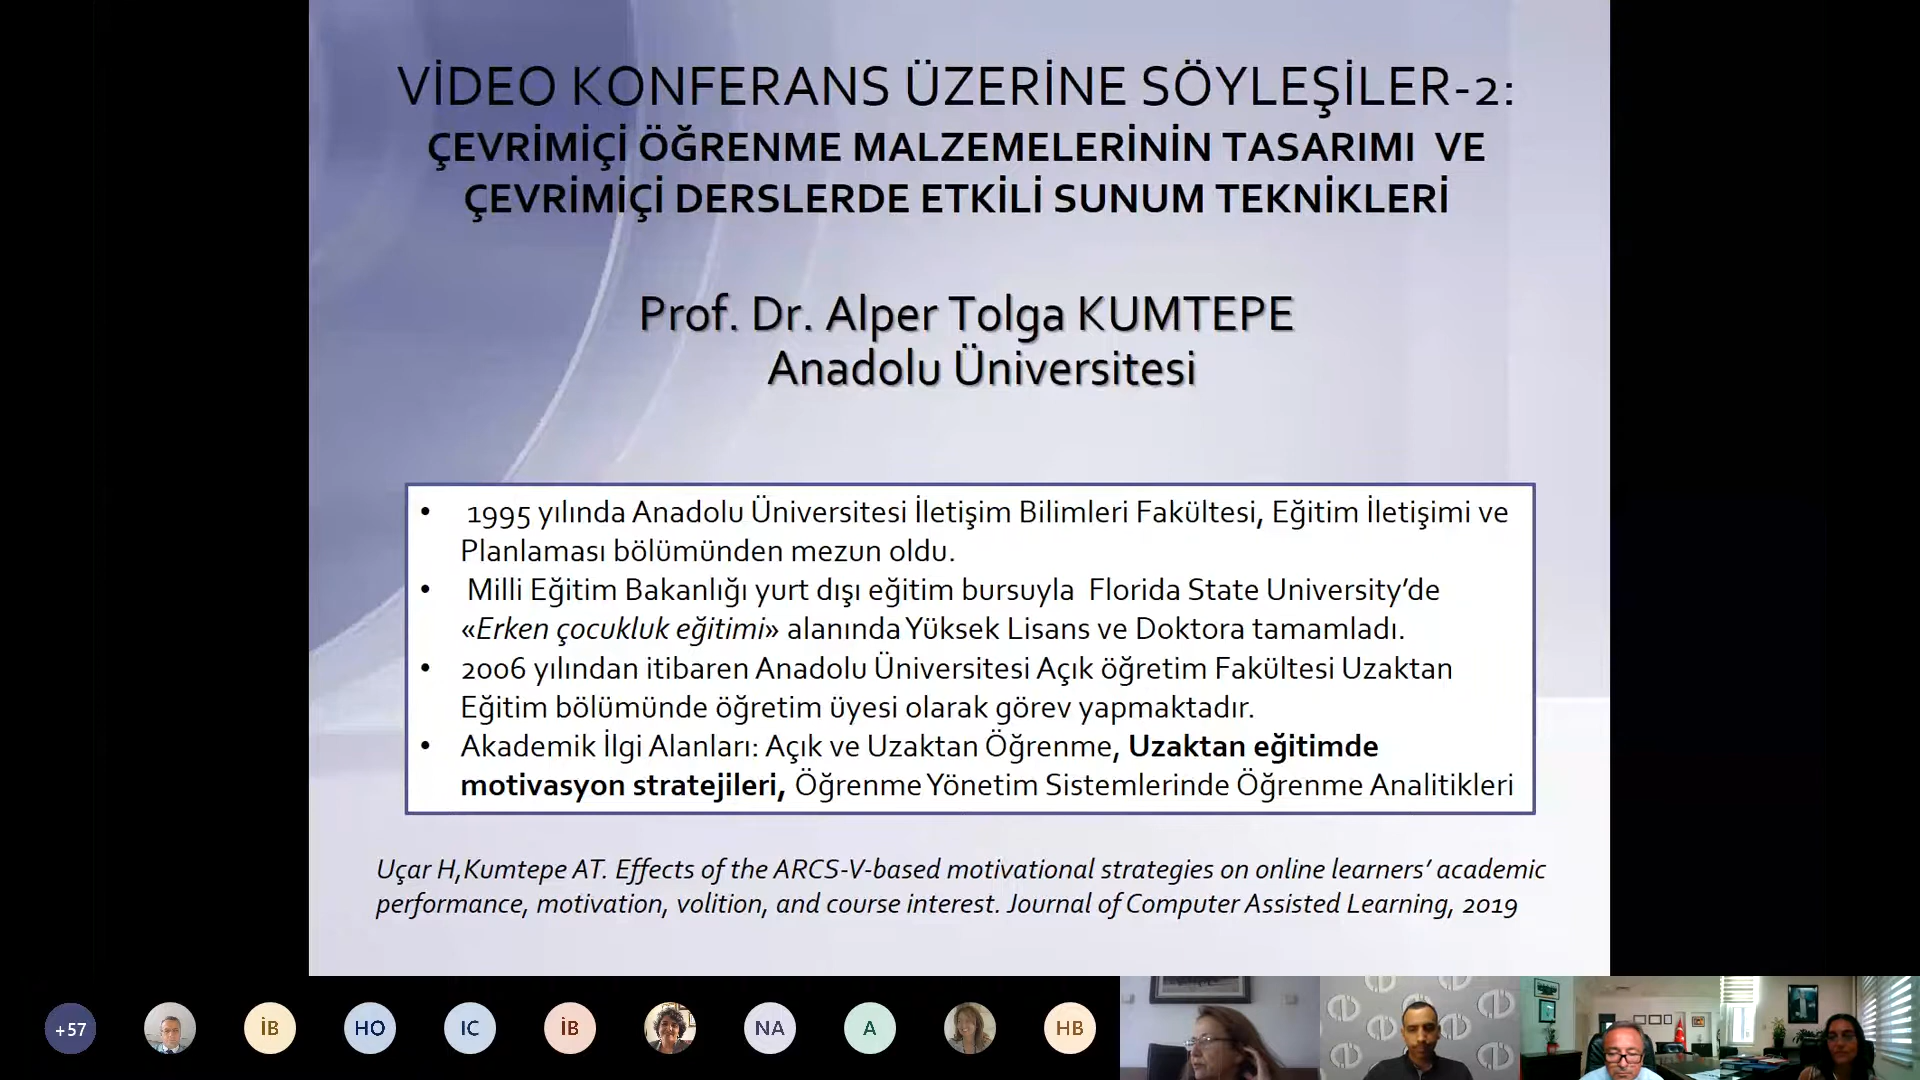 VİDEO KONFERANS ÜZERİNE SÖYLEŞİLER-2:
ÇEVRİMİÇİ ÖĞRENME MALZEMELERİNİN TASARIMI VE
ÇEVRİMİÇİ DERSLERDE ETKİLİ SUNUM TEKNİKLERİ
Prof. Dr. Alper Tolga KUMTEPE
Anadolu Üniversitesi
• 1995 yılında Anadolu Üniversitesi İletişim Bilimleri Fakültesi, Eğitim İletişimi ve
Planlaması bölümünden mezun oldu.
• Milli Eğitim Bakanlığı yurt dışı eğitim bursuyla Florida State University’de
«Erken çocukluk eğitimi» alanında Yüksek Lisans ve Doktora tamamladı.
• 2006 yılından itibaren Anadolu Üniversitesi Açık öğretim Fakültesi Uzaktan
Eğitim bölümünde öğretim üyesi olarak görev yapmaktadır.
• Akademik İlgi Alanları: Açık ve Uzaktan Öğrenme, Uzaktan eğitimde
motivasyon stratejileri, Öğrenme Yönetim Sistemlerinde Öğrenme Analitikleri
Uçar H,Kumtepe AT. Effects of the ARCS-V-based motivational strategies on online learners’ academic
performance, motivation, volition, and course interest. Journal of Computer Assisted Learning, 2019
+57 İB HO IC İB NA A HB